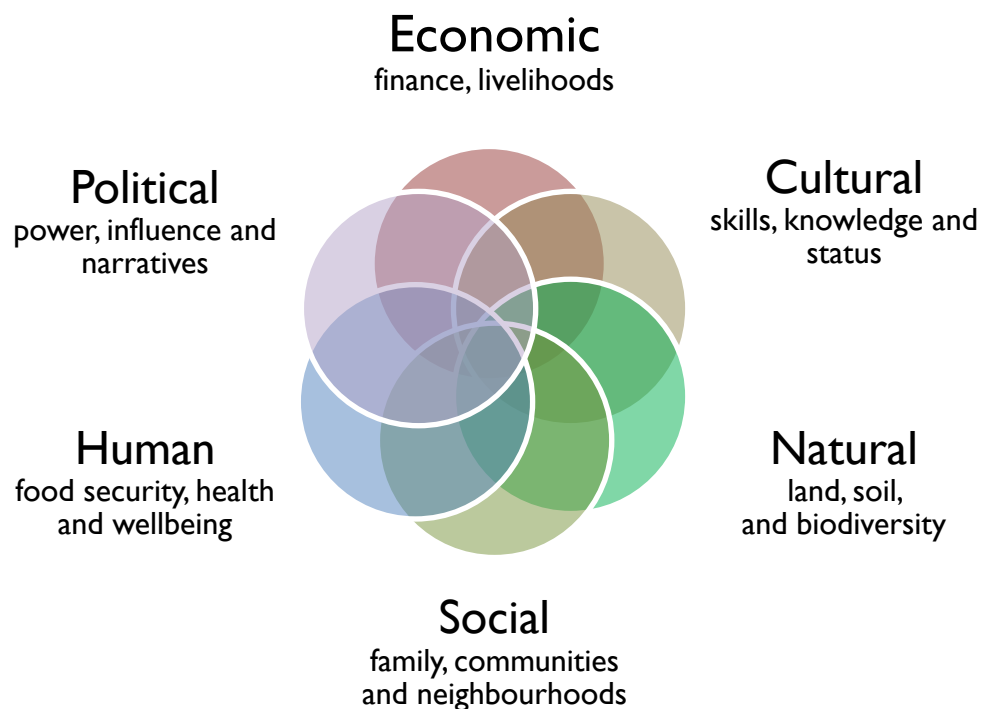 Economic
finance, livelihoods
Political
power, influence and
narratives
Cultural
skills, knowledge and
status
Human
food security, health
and wellbeing
Natural
land, soil,
and biodiversity
Social
family, communities
and neighbourhoods